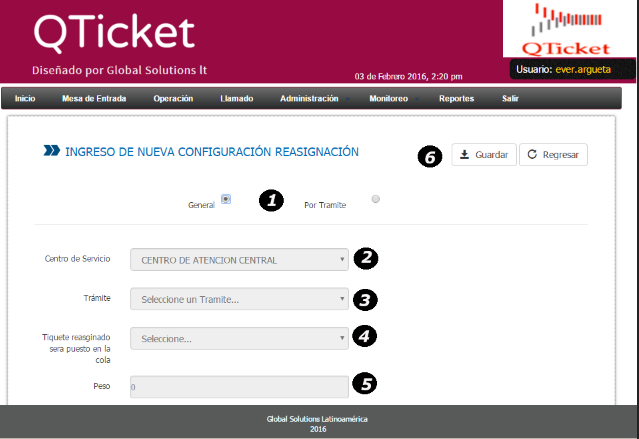 QTicket
Diseñado por Global Solutions lt
QTicket
03 de Febrero 2016, 2:20 pm
Usuario: ever.argueta
Inicio Mesa de Entrada Operación Llamado Administración Monitoreo Reportes Salir
INGRESO DE NUEVA CONFIGURACIÓN REASIGNACIÓN
6 Guardar Regresar
General 1 Por Tramite
Centro de Servicio CENTRO DE ATENCION CENTRAL 2
Trámite Seleccione un Tramite... 3
Tiquete reasginado
sera puesto en la
cola
Seleccione... 4
Peso 0 5
Global Solutions Latinoamérica
2016